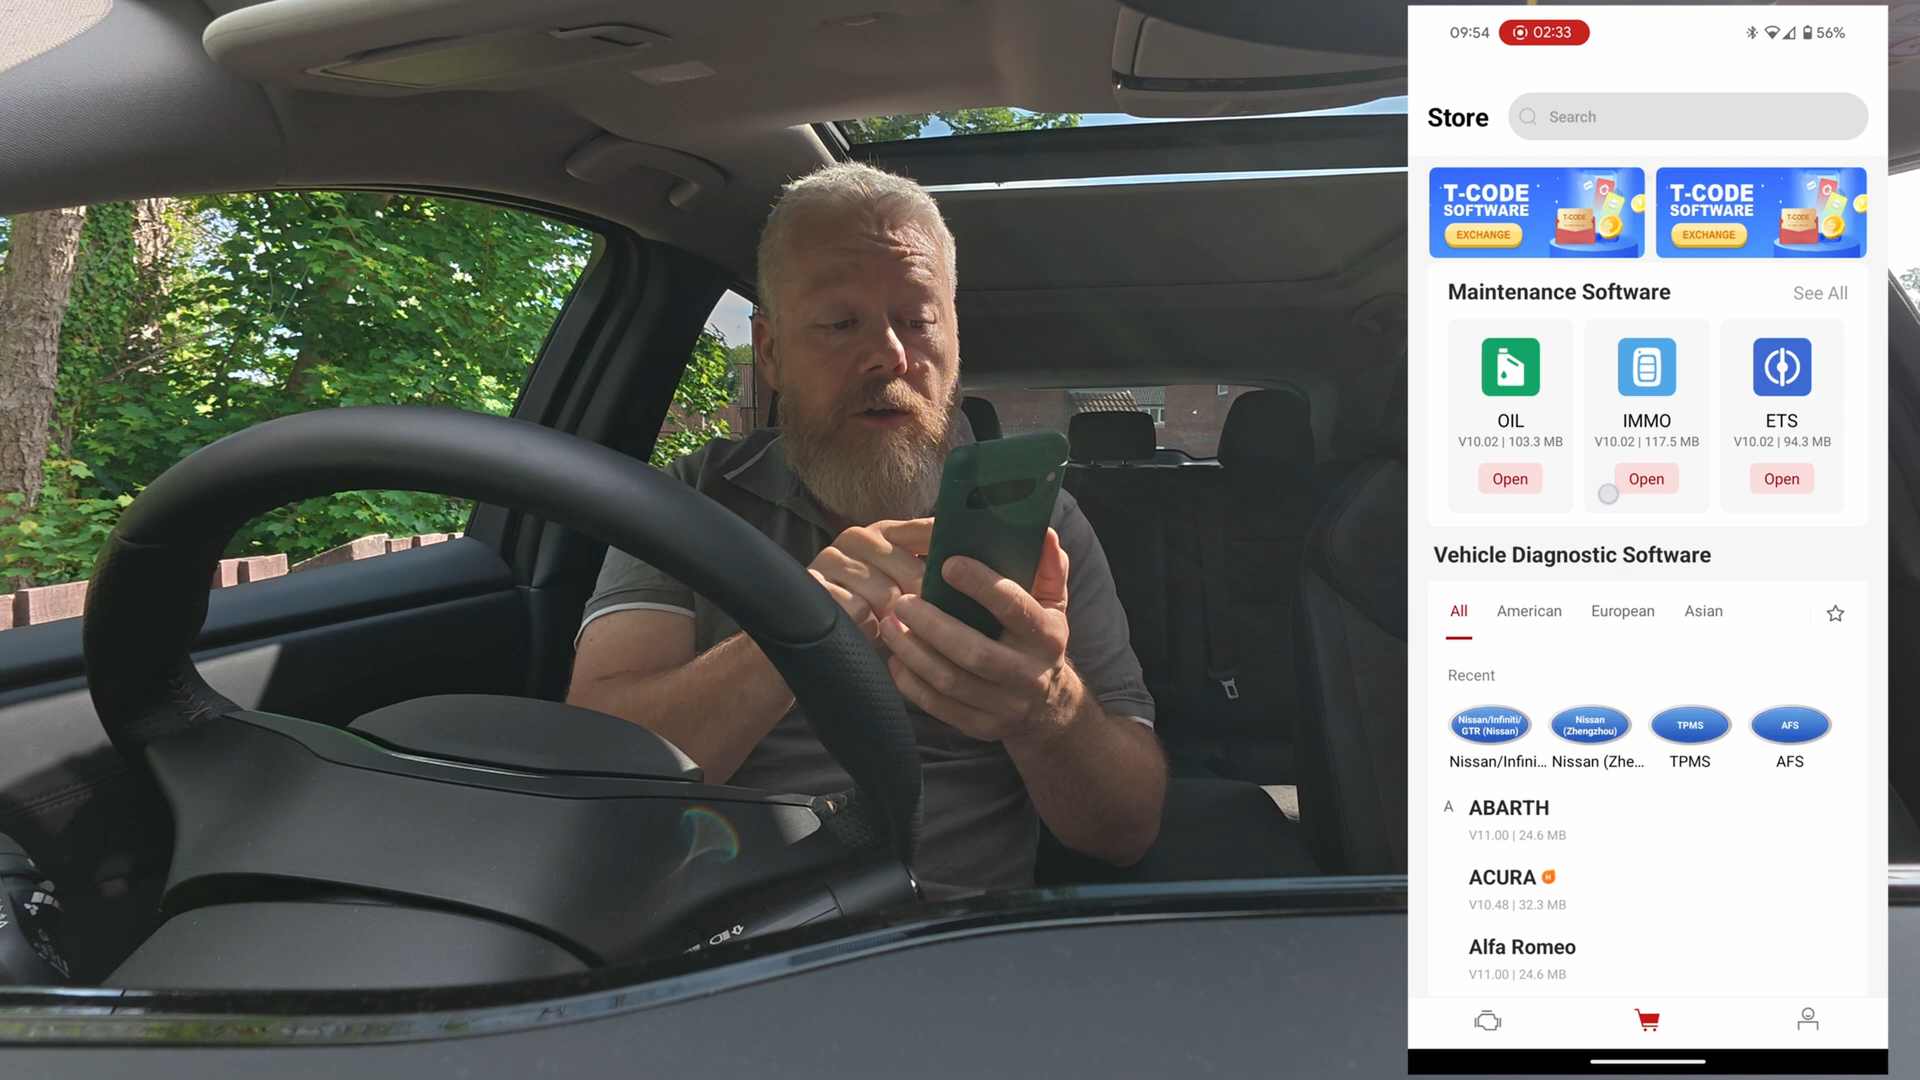 09:54 02:33 56%
Store Search
T-CODE
SOFTWARE
EXCHANGE
T-CODE
T-CODE
SOFTWARE
EXCHANGE
T-CODE
Maintenance Software See All
OIL
V10.02 | 103.3 MB
Open
IMMO
V10.02 | 117.5 MB
Open
ETS
V10.02 | 94.3 MB
Open
Vehicle Diagnostic Software
All American European Asian
Recent
Nissan/Infiniti/
GTR (Nissan)
Nissan/Infini...
Nissan
(Zhengzhou)
Nissan (Zhe...
TPMS
TPMS
AFS
AFS
A ABARTH
V11.00 | 24.6 MB
ACURA
V10.48 | 32.3 MB
Alfa Romeo
V11.00 | 24.6 MB